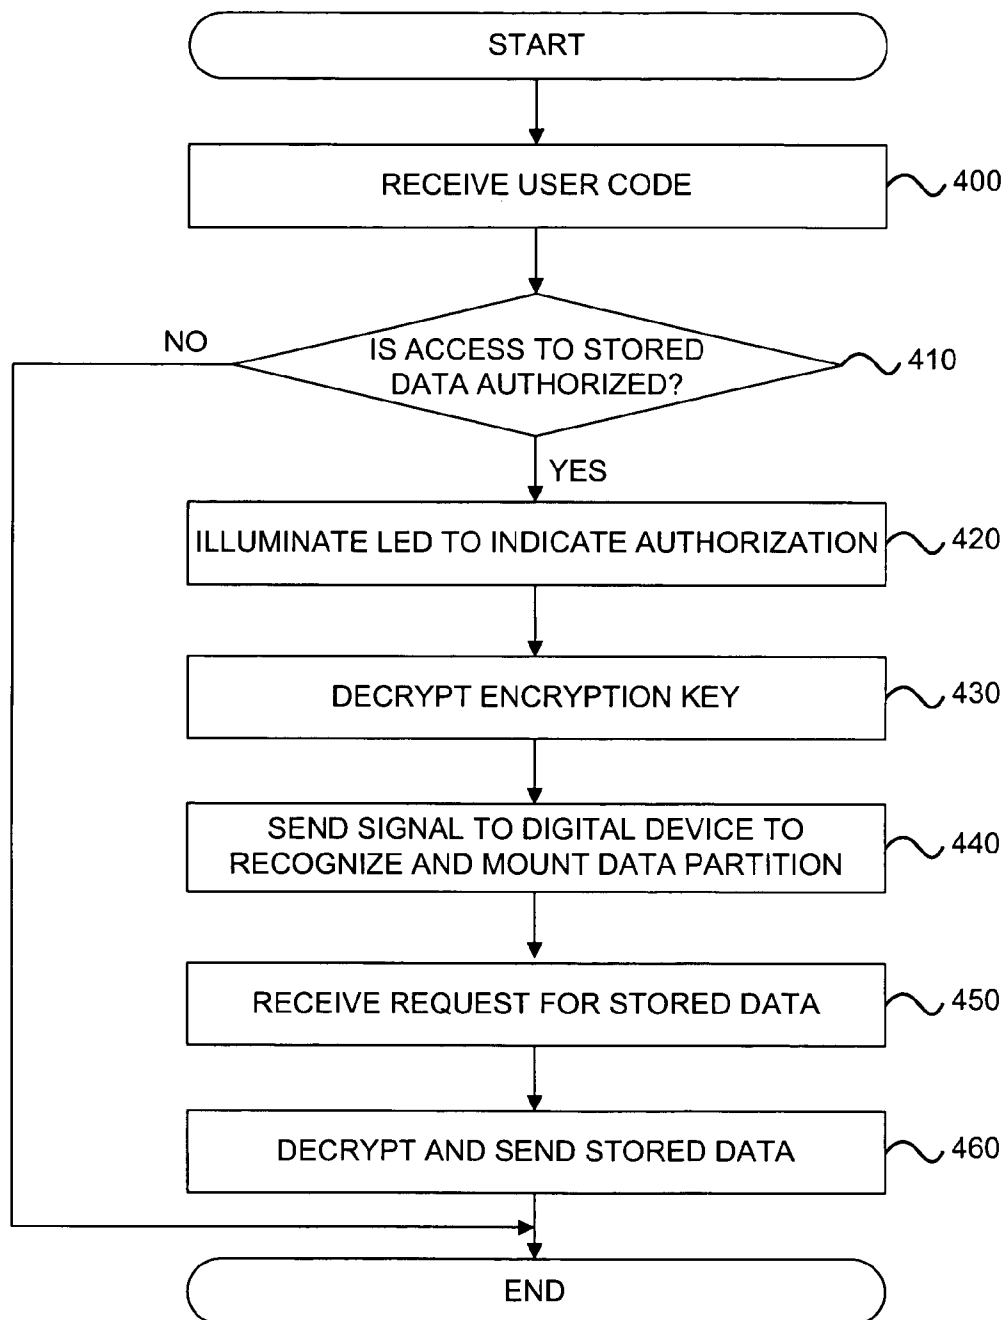 START
RECEIVE USER CODE
400
NO
IS ACCESS TO STORED
DATA AUTHORIZED?
410
YES
ILLUMINATE LED TO INDICATE AUTHORIZATION
420
DECRYPT ENCRYPTION KEY
430
SEND SIGNAL TO DIGITAL DEVICE TO
RECOGNIZE AND MOUNT DATA PARTITION
440
RECEIVE REQUEST FOR STORED DATA
450
DECRYPT AND SEND STORED DATA
460
END